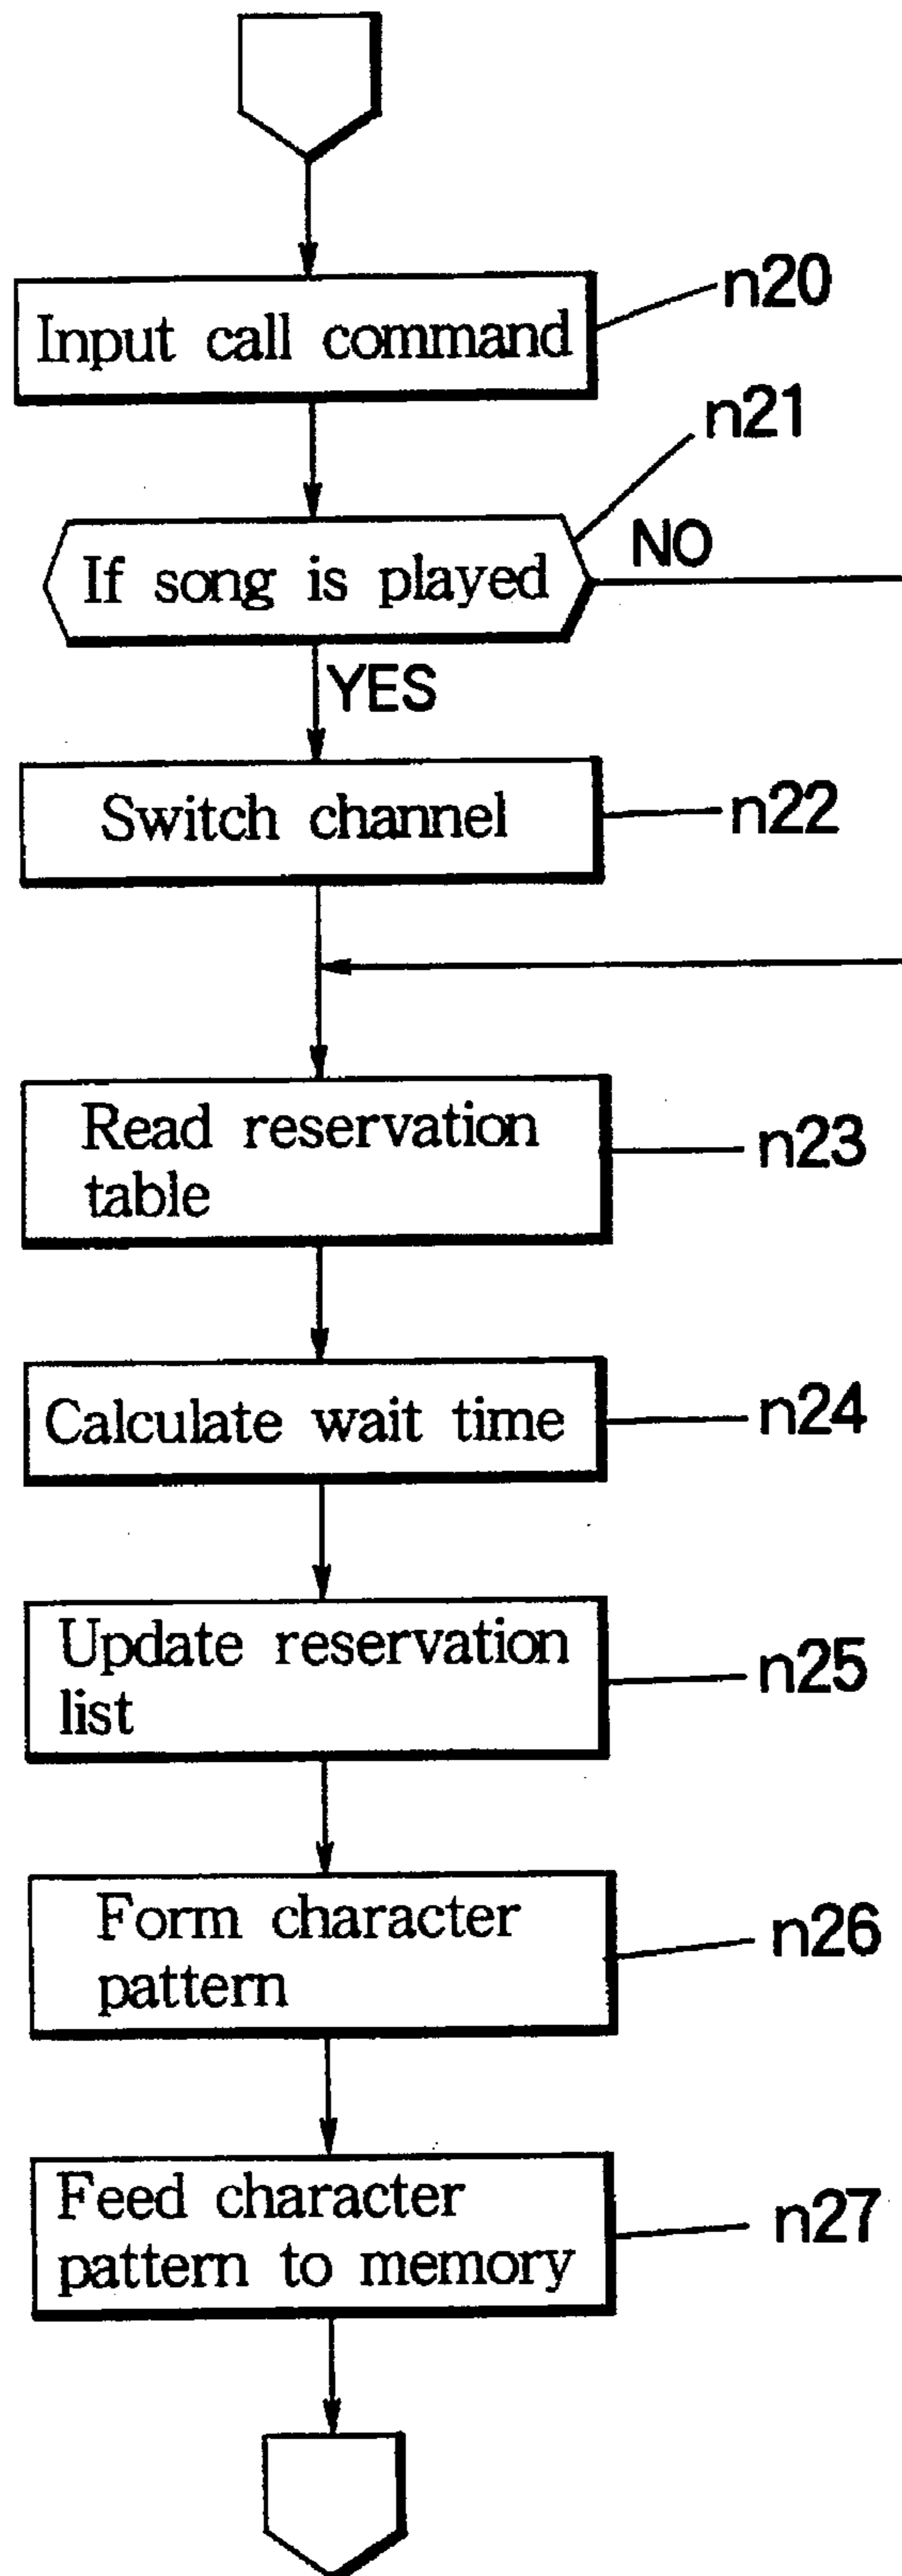 Input call command
n20
n21
If song is played
NO
YES
Switch channel
n22
Read reservation
table
n23
Calculate wait time
n24
Update reservation
list
n25
Form character
pattern
n26
Feed character
pattern to memory
n27